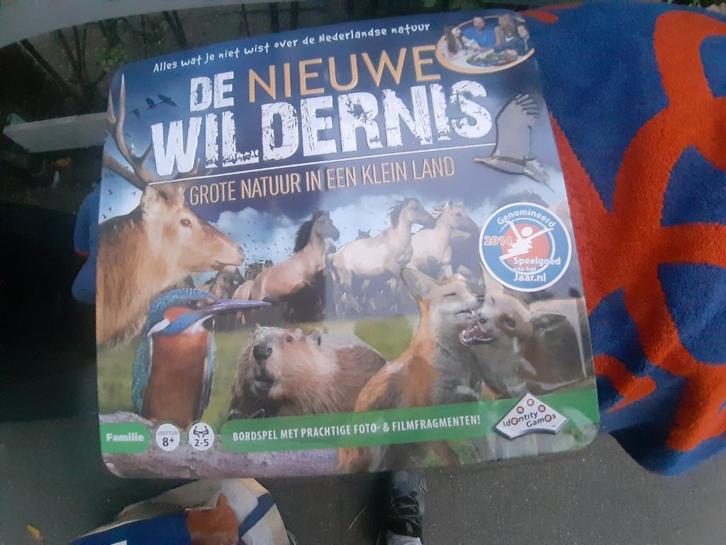 Alles wat je niet wist over de Nederlandse natuur
DE NIEUWE
WILDERNIS
GROTE NATUUR IN EEN KLEIN LAND
Genomineerd
2014
Speelgoed
van het
Jaar.nl
Familie
LEEFTIJD
8+
2-5
BORDSPEL MET PRACHTIGE FOTO- & FILMFRAGMENTEN!
Identity
Games